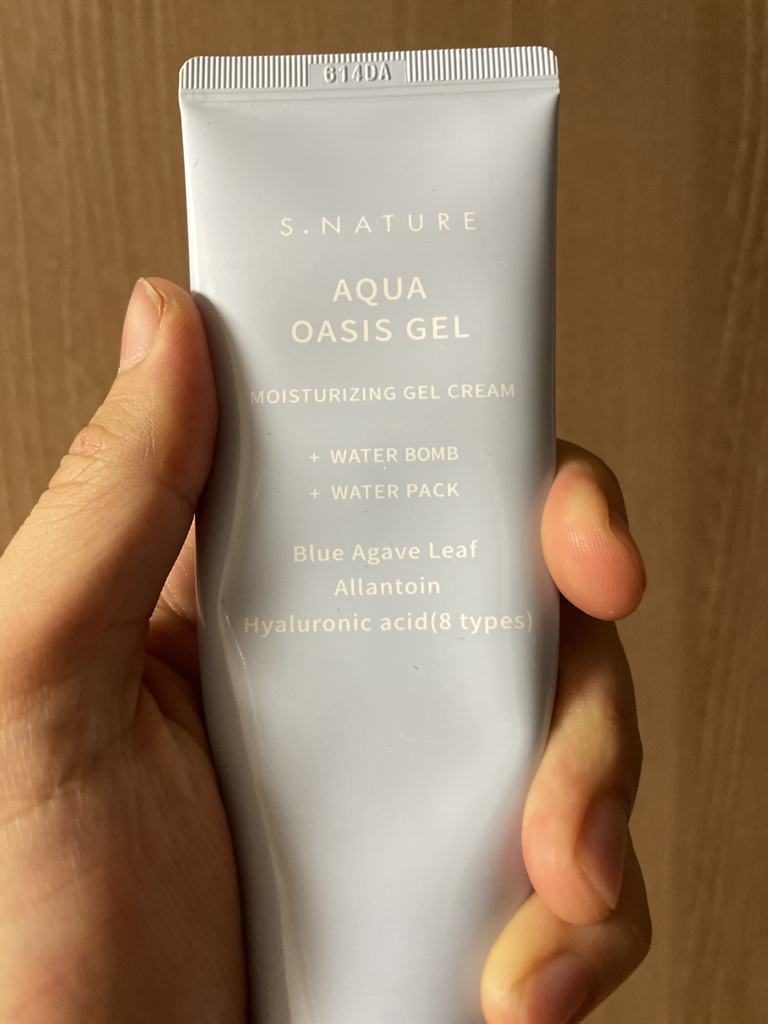 614DA
S.NATURE
AQUA
OASIS GEL
MOISTURIZING GEL CREAM
+ WATER BOMB
+ WATER PACK
Blue Agave Leaf
Allantoin
Hyaluronic acid(8 types)